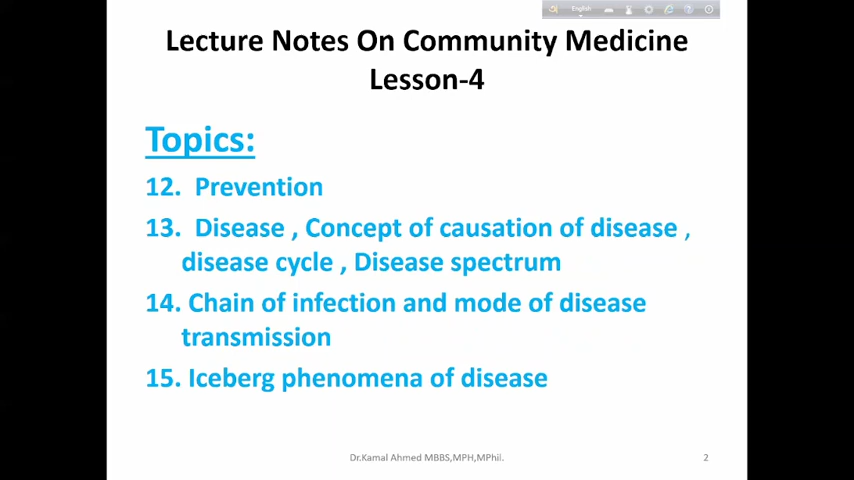 English
Lecture Notes On Community Medicine
Lesson-4
Topics:
12. Prevention
13. Disease , Concept of causation of disease ,
disease cycle , Disease spectrum
14. Chain of infection and mode of disease
transmission
15. Iceberg phenomena of disease
Dr.Kamal Ahmed MBBS,MPH,MPhil.
2